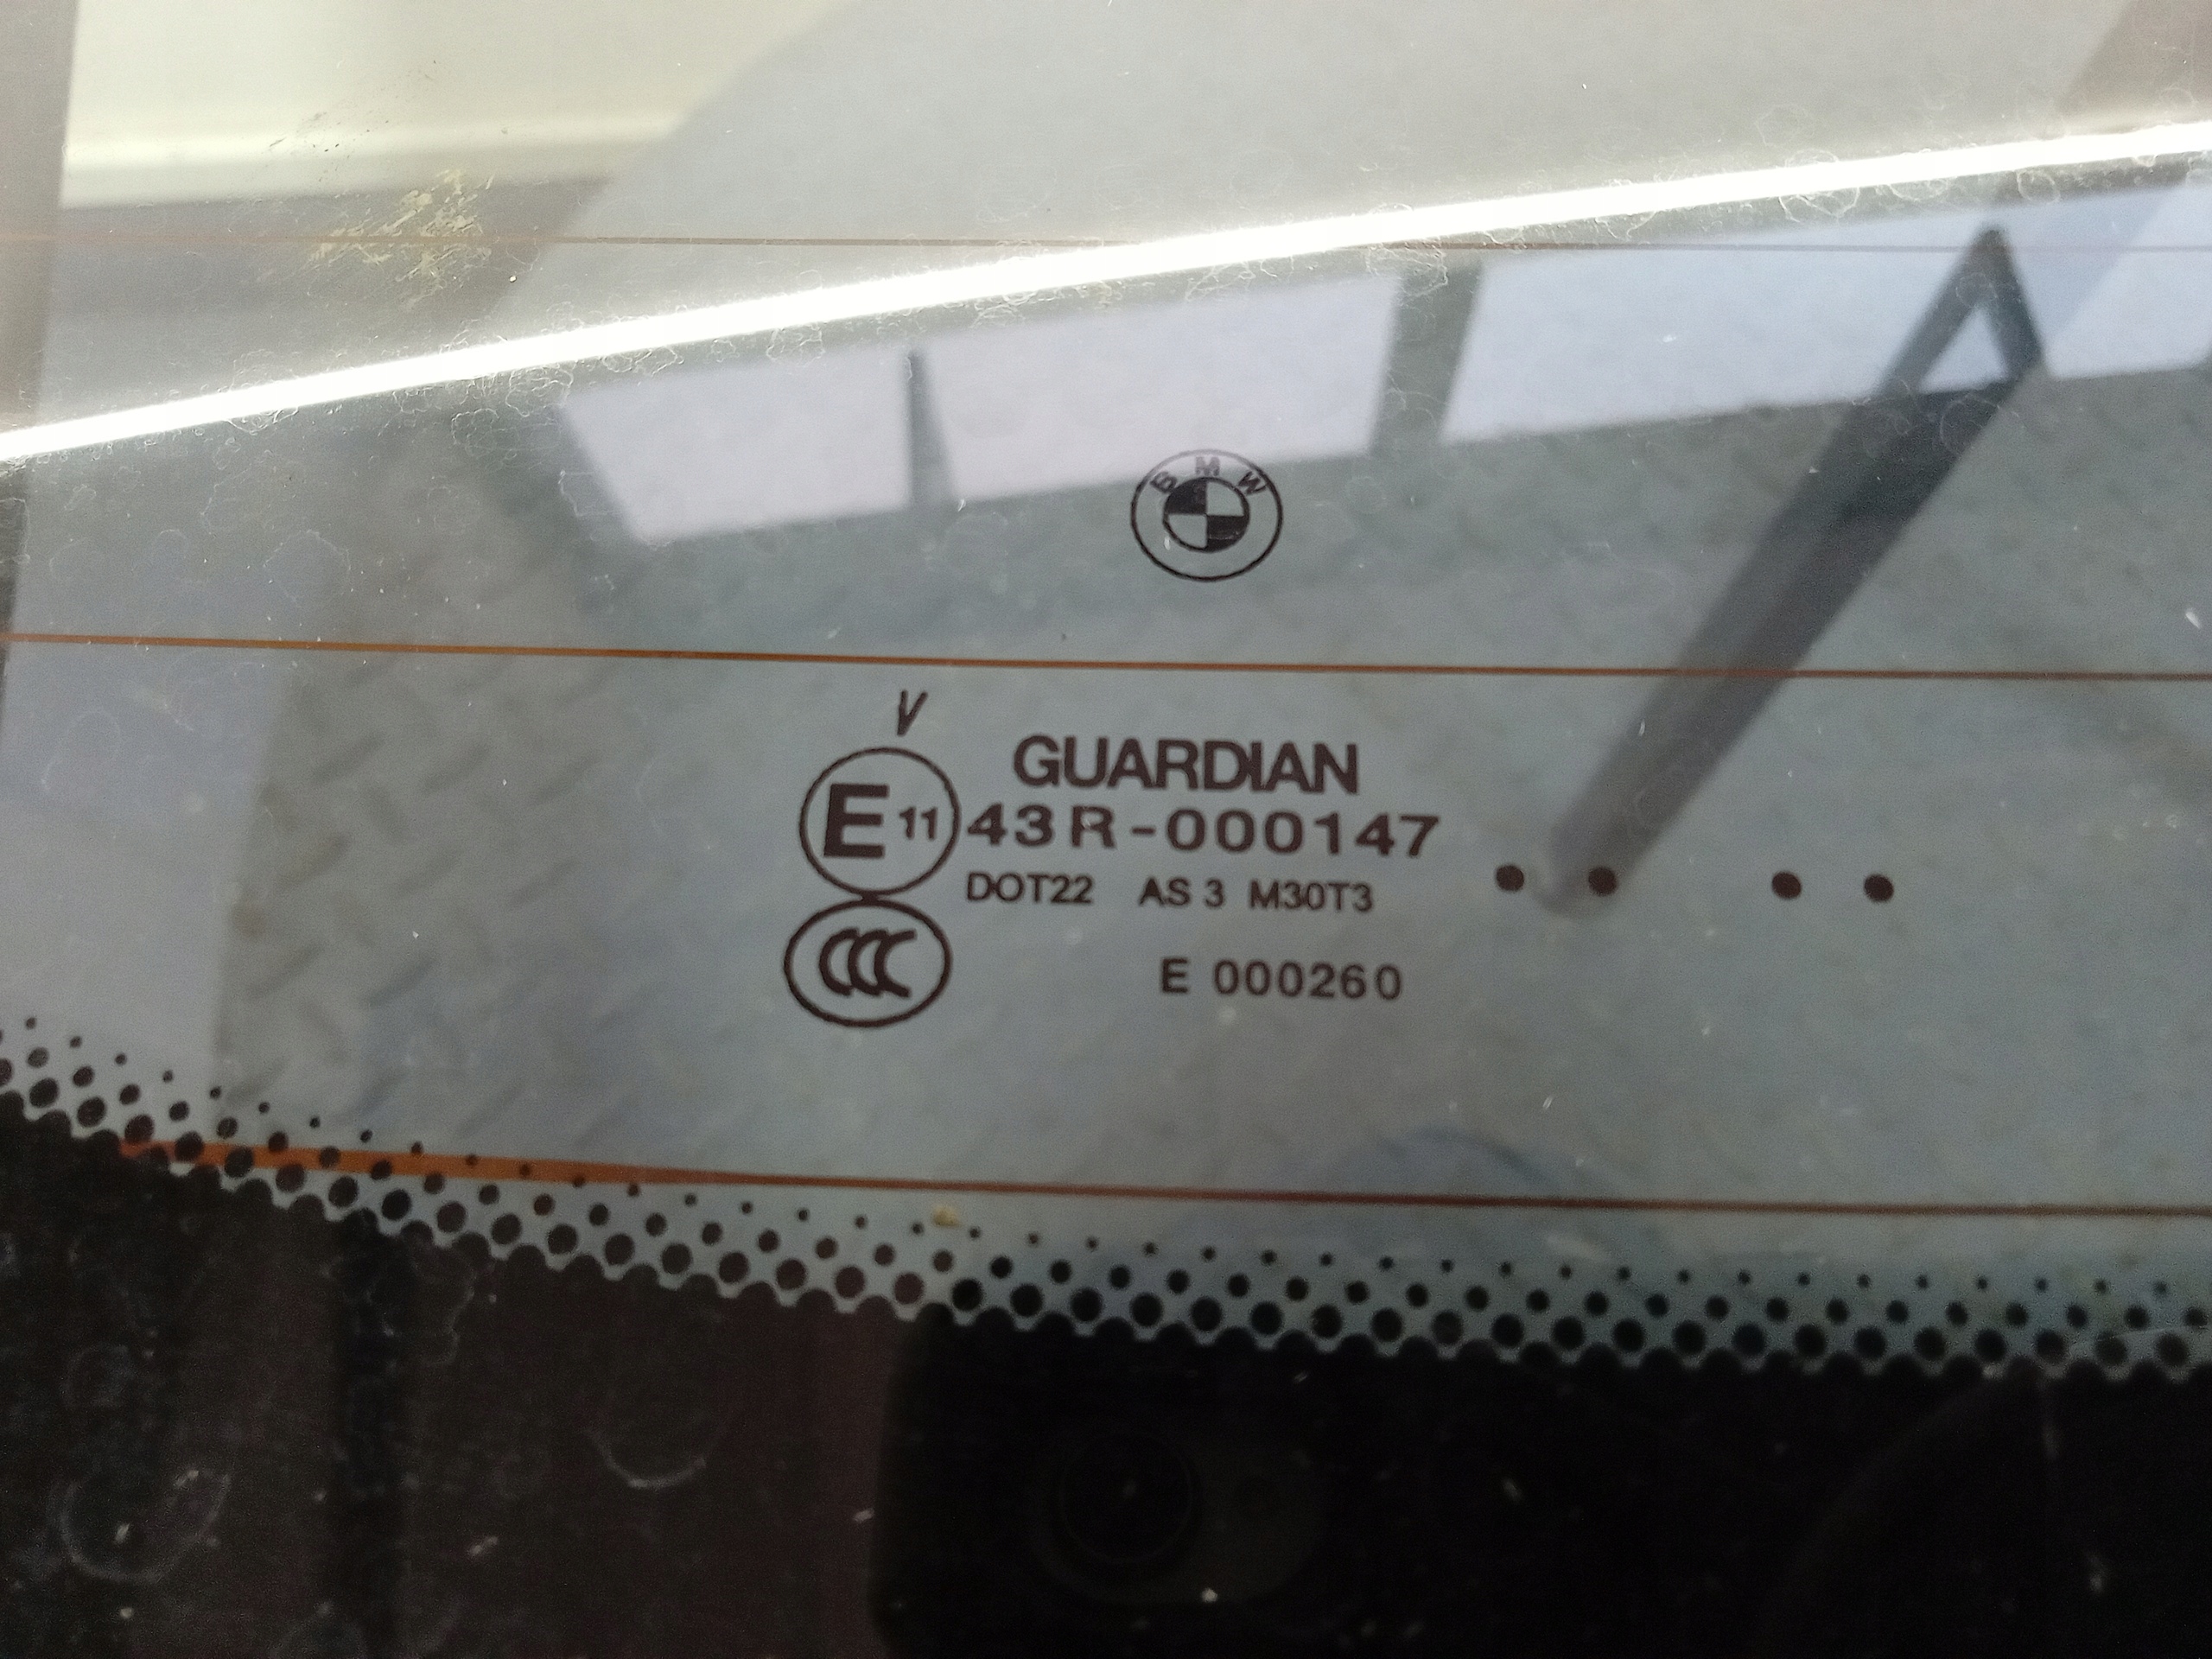 BMW
V
GUARDIAN
E 11 43R-000147
DOT22 AS 3 M30T3
CCC
E 000260